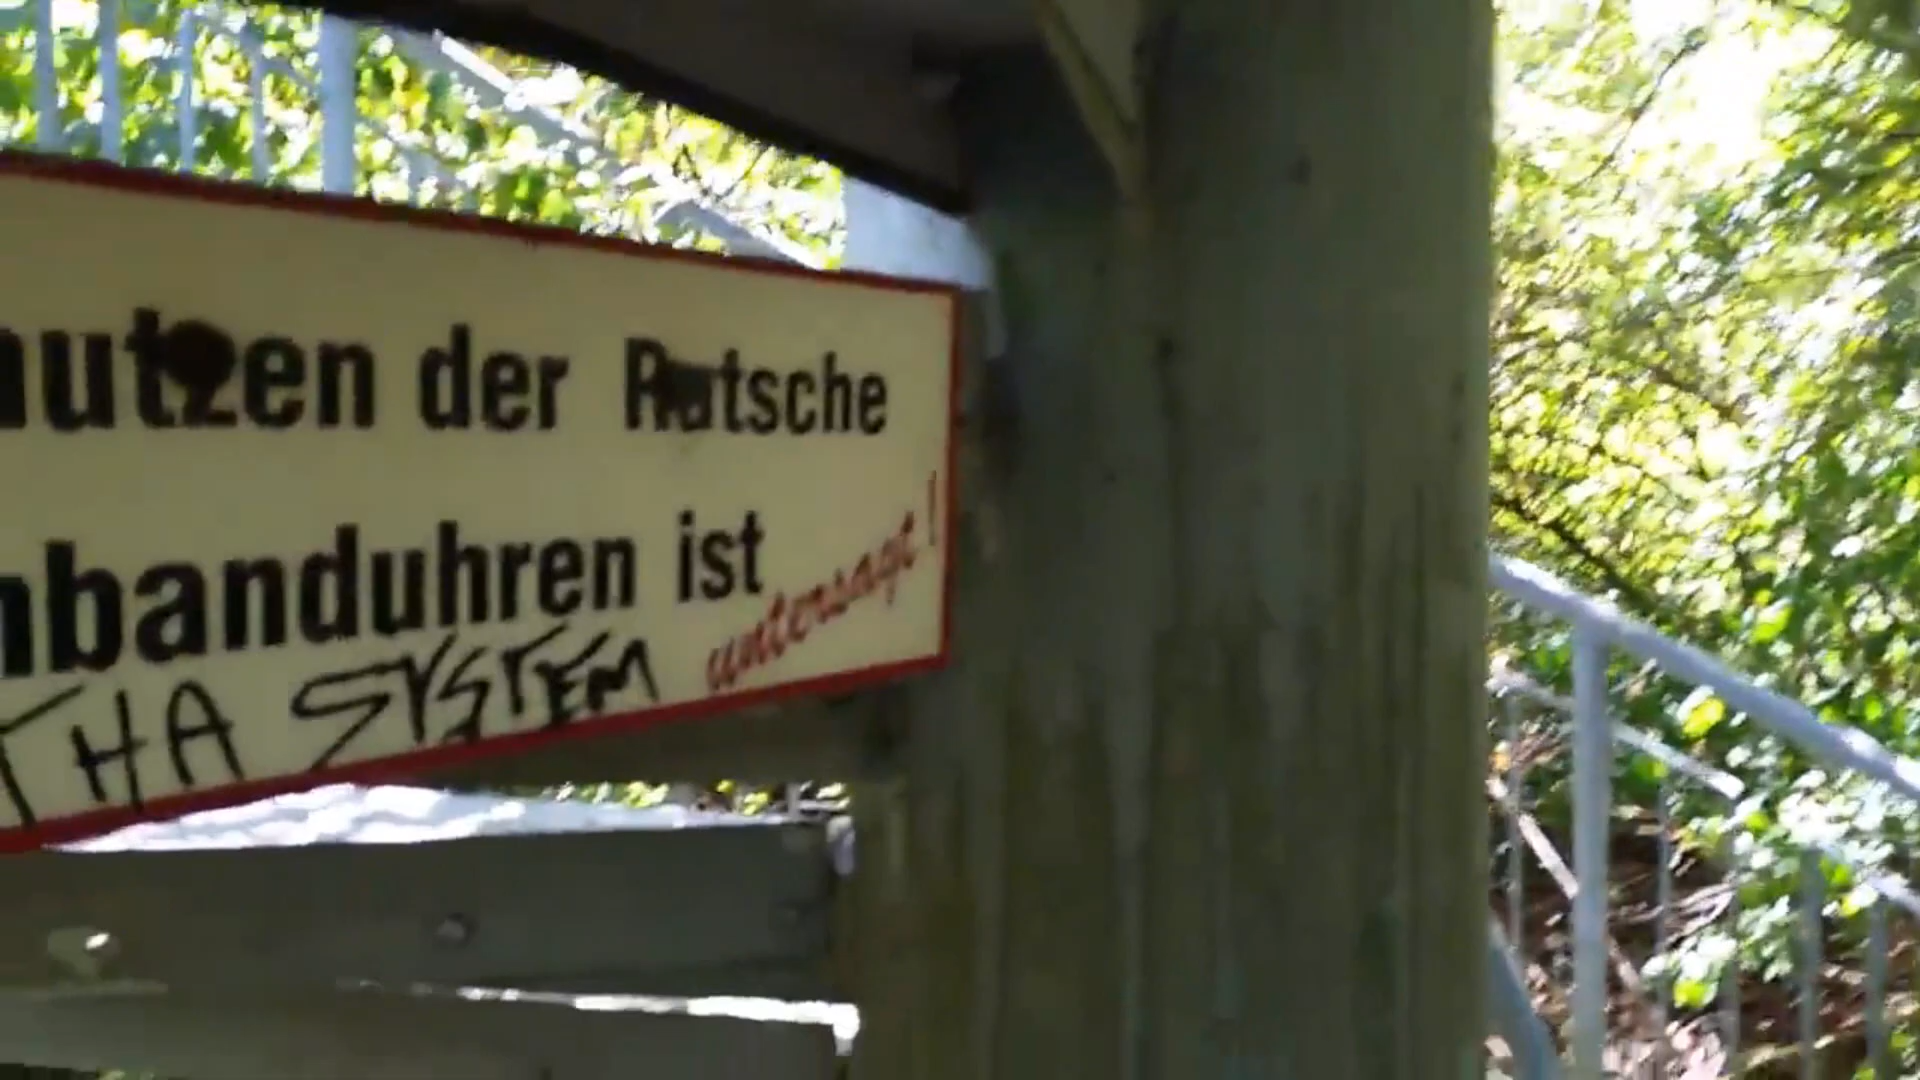 nutzen der Rutsche
nbanduhren ist
untersagt!
THA SYSTEM